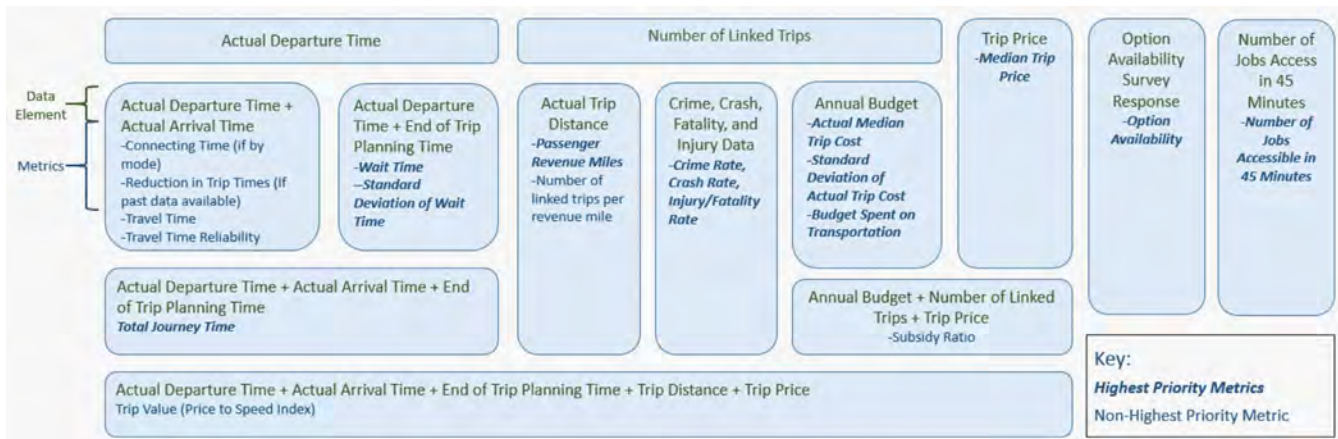 Actual Departure Time
Number of Linked Trips
Trip Price
-Median Trip
Price
Option
Availability
Survey
Response
-Option
Availability
Number of
Jobs Access
in 45
Minutes
-Number of
Jobs
Accessible in
45 Minutes
Data
Element
Metrics
Actual Departure Time +
Actual Arrival Time
-Connecting Time (if by
mode)
-Reduction in Trip Times (If
past data available)
-Travel Time
-Travel Time Reliability
Actual Departure
Time + End of Trip
Planning Time
-Wait Time
--Standard
Deviation of Wait
Time
Actual Trip
Distance
-Passenger
Revenue Miles
-Number of
linked trips per
revenue mile
Crime, Crash,
Fatality, and
Injury Data
-Crime Rate,
Crash Rate,
Injury/Fatality
Rate
Annual Budget
-Actual Median
Trip Cost
-Standard
Deviation of
Actual Trip Cost
-Budget Spent on
Transportation
Actual Departure Time + Actual Arrival Time + End
of Trip Planning Time
Total Journey Time
Annual Budget + Number of Linked
Trips + Trip Price
-Subsidy Ratio
Actual Departure Time + Actual Arrival Time + End of Trip Planning Time + Trip Distance + Trip Price
Trip Value (Price to Speed Index)
Key:
Highest Priority Metrics
Non-Highest Priority Metric